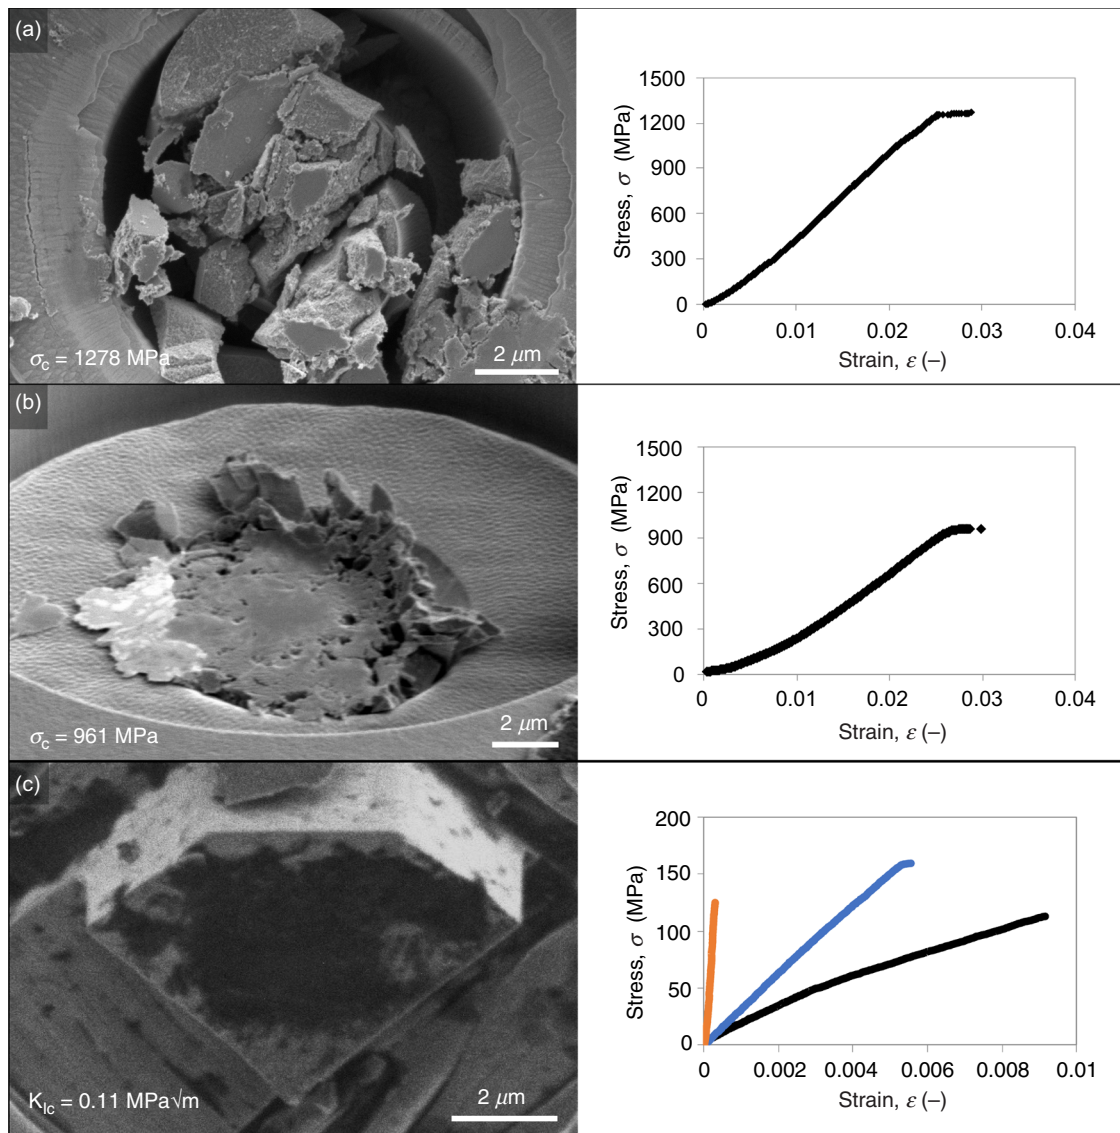 (a)
σc = 1278 MPa
2 μm
Stress, σ (MPa)
1500
1200
900
600
300
0
0 0.01 0.02 0.03 0.04
Strain, ε (–)
(b)
σc = 961 MPa
2 μm
Stress, σ (MPa)
1500
1200
900
600
300
0
0 0.01 0.02 0.03 0.04
Strain, ε (–)
(c)
KIc = 0.11 MPa√m
2 μm
Stress, σ (MPa)
200
150
100
50
0
0 0.002 0.004 0.006 0.008 0.01
Strain, ε (–)